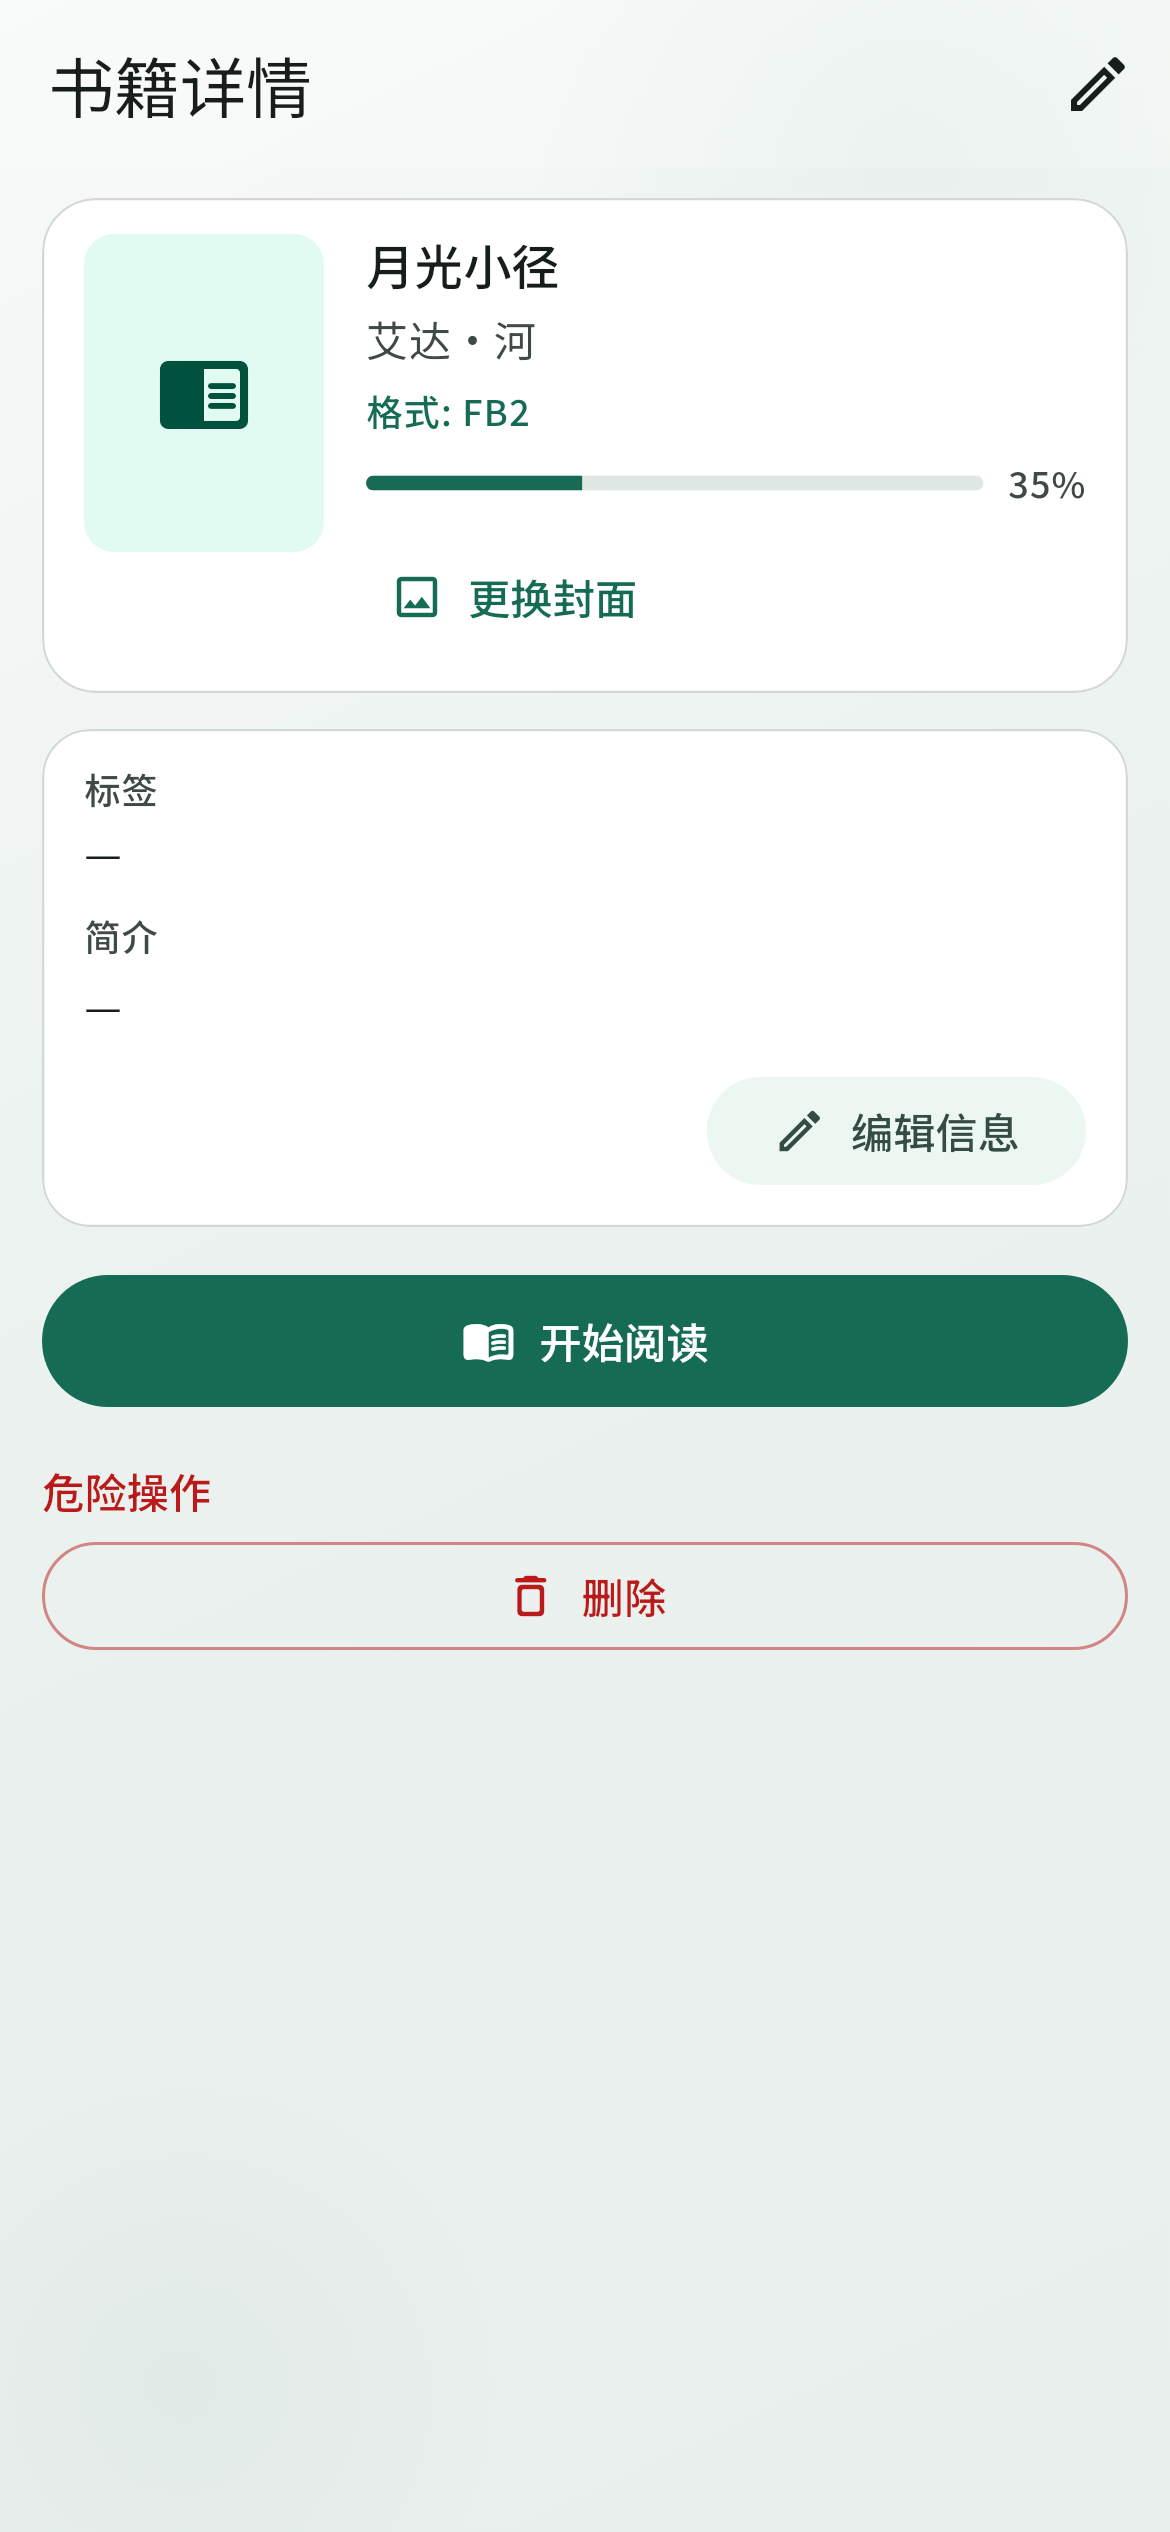 书籍详情
月光小径
艾达·河
格式: FB2
35%
更换封面
标签
—
简介
—
编辑信息
开始阅读
危险操作
删除